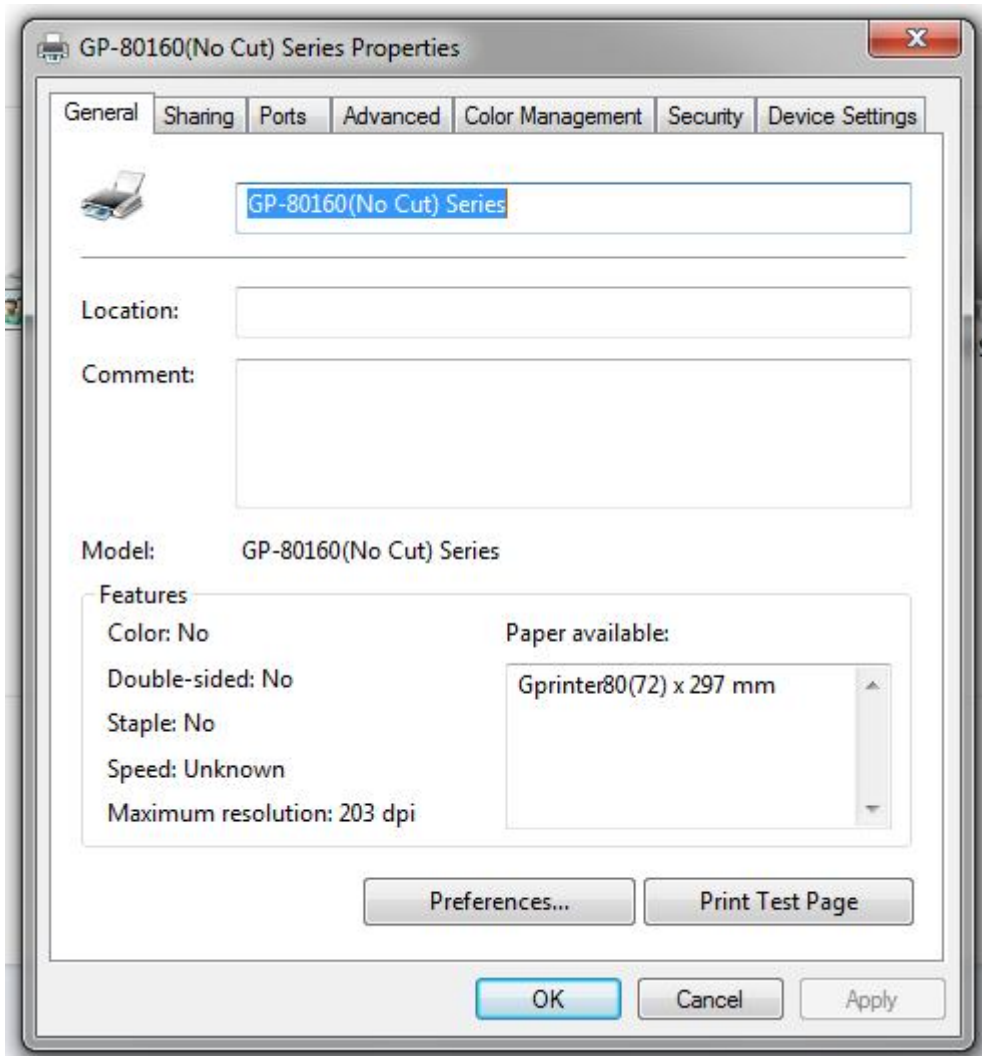 GP-80160(No Cut) Series Properties
General Sharing Ports Advanced Color Management Security Device Settings
GP-80160(No Cut) Series
Location:
Comment:
Model: GP-80160(No Cut) Series
Features
Color: No
Paper available:
Double-sided: No
Gprinter80(72) x 297 mm
Staple: No
Speed: Unknown
Maximum resolution: 203 dpi
Preferences... Print Test Page
OK Cancel Apply